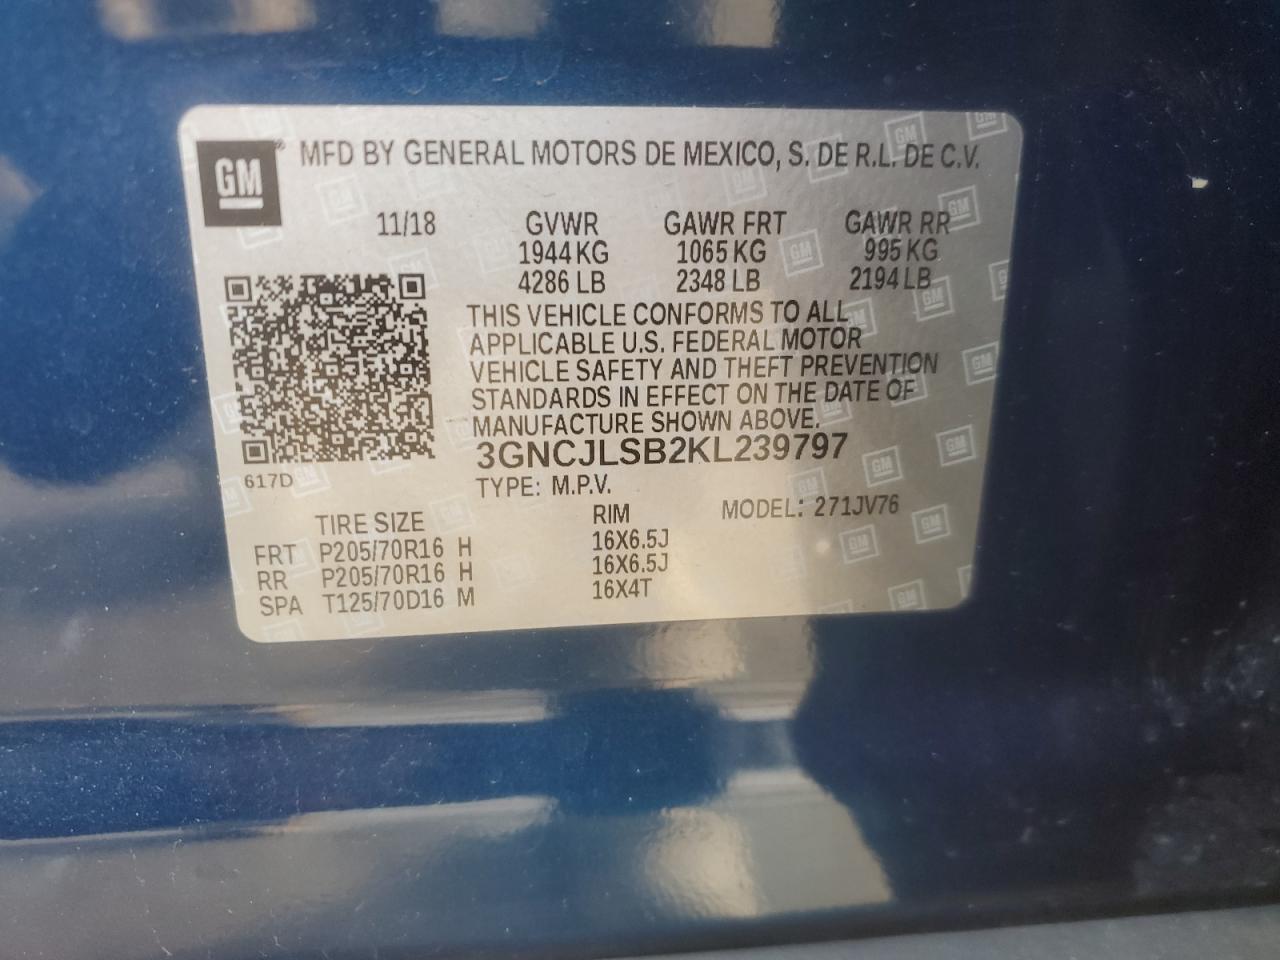 GM® MFD BY GENERAL MOTORS DE MEXICO, S. DE R.L. DE C.V.
11/18 GVWR GAWR FRT GAWR RR
1944 KG 1065 KG 995 KG
4286 LB 2348 LB 2194 LB
THIS VEHICLE CONFORMS TO ALL
APPLICABLE U.S. FEDERAL MOTOR
VEHICLE SAFETY AND THEFT PREVENTION
STANDARDS IN EFFECT ON THE DATE OF
MANUFACTURE SHOWN ABOVE.
3GNCJLSB2KL239797
617D
TYPE: M.P.V.
TIRE SIZE RIM MODEL: 271JV76
FRT P205/70R16 H 16X6.5J
RR P205/70R16 H 16X6.5J
SPA T125/70D16 M 16X4T